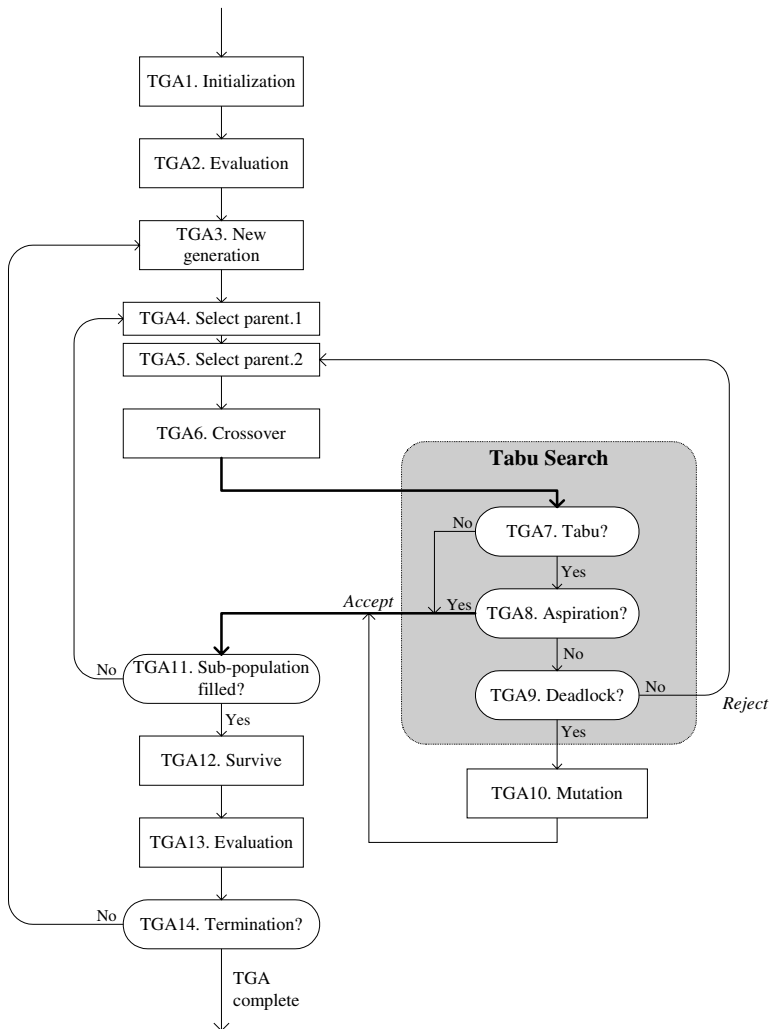 TGA1. Initialization
TGA2. Evaluation
TGA3. New
generation
TGA4. Select parent.1
TGA5. Select parent.2
TGA6. Crossover
Tabu Search
No
TGA7. Tabu?
Yes
Accept
Yes
TGA8. Aspiration?
No
TGA9. Deadlock?
No
Reject
Yes
TGA10. Mutation
No
TGA11. Sub-population
filled?
Yes
TGA12. Survive
TGA13. Evaluation
No
TGA14. Termination?
TGA
complete